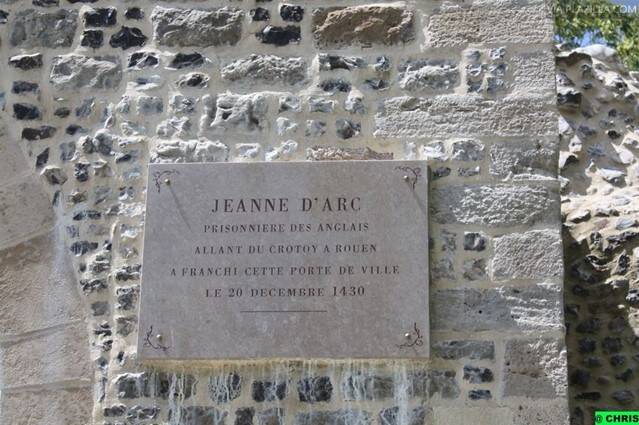 JEANNE D'ARC
PRISONNIERE DES ANGLAIS
ALLANT DU CROTOY A ROUEN
A FRANCHI CETTE PORTE DE VILLE
LE 20 DECEMBRE 1430
@ CHRIS